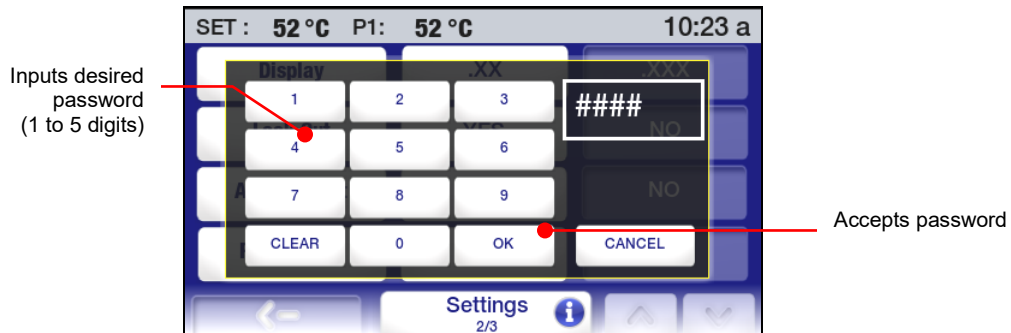 SET : 52 °C P1: 52 °C 10:23 a
Inputs desired
password
(1 to 5 digits)
Display .XX .XXX
1 2 3
####
YES NO
4 5 6
NO
7 8 9
CLEAR 0 OK CANCEL
Accepts password
Settings
2/3